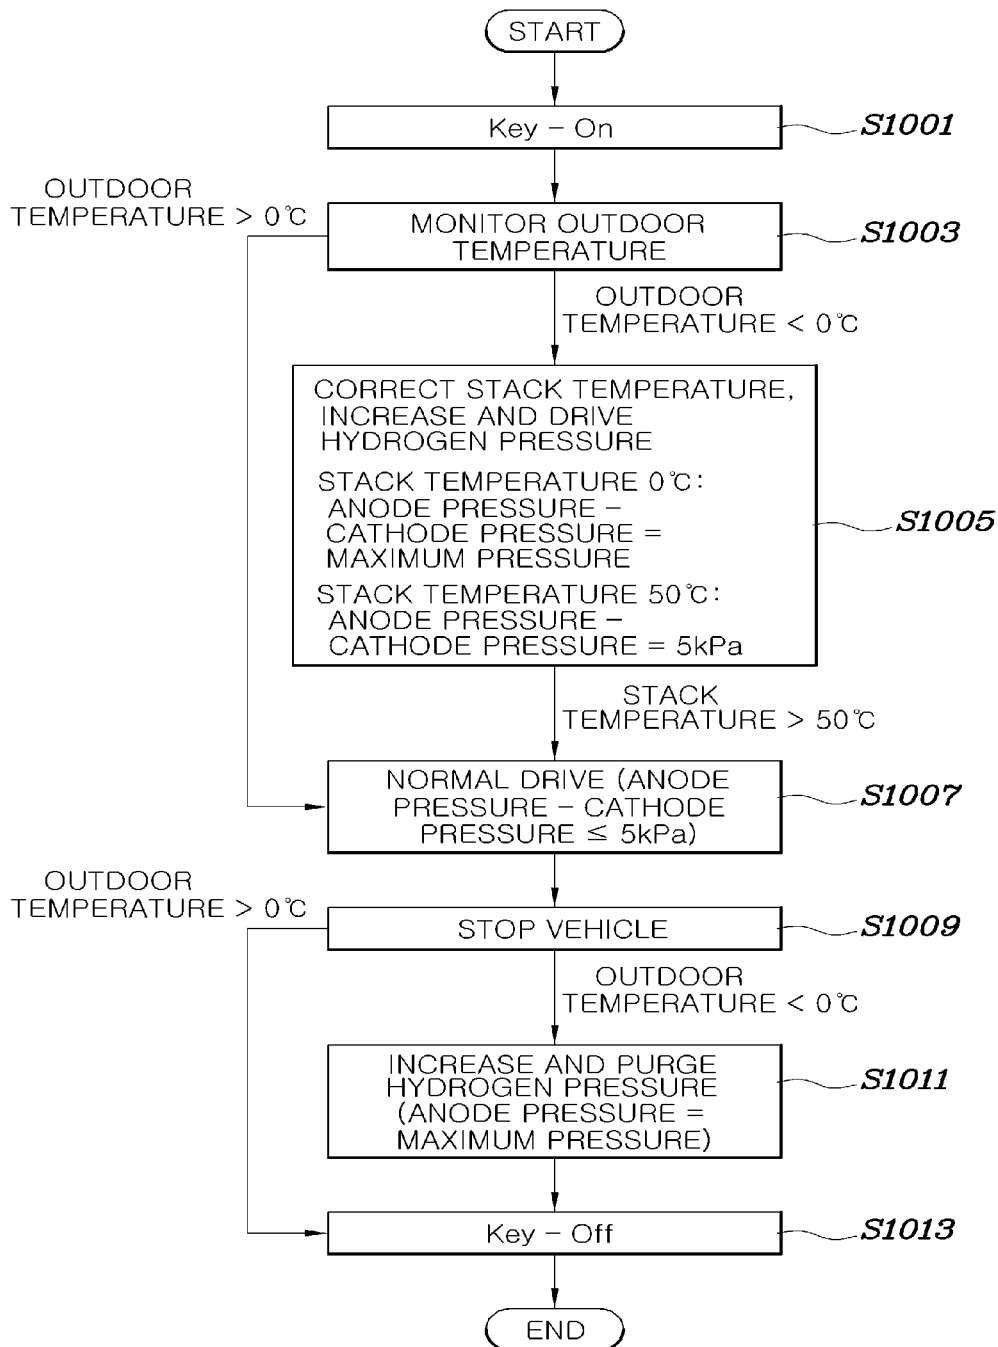 START
Key – On
S1001
OUTDOOR
TEMPERATURE > 0℃
MONITOR OUTDOOR
TEMPERATURE
S1003
OUTDOOR
TEMPERATURE < 0℃
CORRECT STACK TEMPERATURE,
INCREASE AND DRIVE
HYDROGEN PRESSURE
STACK TEMPERATURE 0℃:
ANODE PRESSURE –
CATHODE PRESSURE =
MAXIMUM PRESSURE
STACK TEMPERATURE 50℃:
ANODE PRESSURE –
CATHODE PRESSURE = 5kPa
S1005
STACK
TEMPERATURE > 50℃
NORMAL DRIVE (ANODE
PRESSURE – CATHODE
PRESSURE ≤ 5kPa)
S1007
OUTDOOR
TEMPERATURE > 0℃
STOP VEHICLE
S1009
OUTDOOR
TEMPERATURE < 0℃
INCREASE AND PURGE
HYDROGEN PRESSURE
(ANODE PRESSURE =
MAXIMUM PRESSURE)
S1011
Key – Off
S1013
END